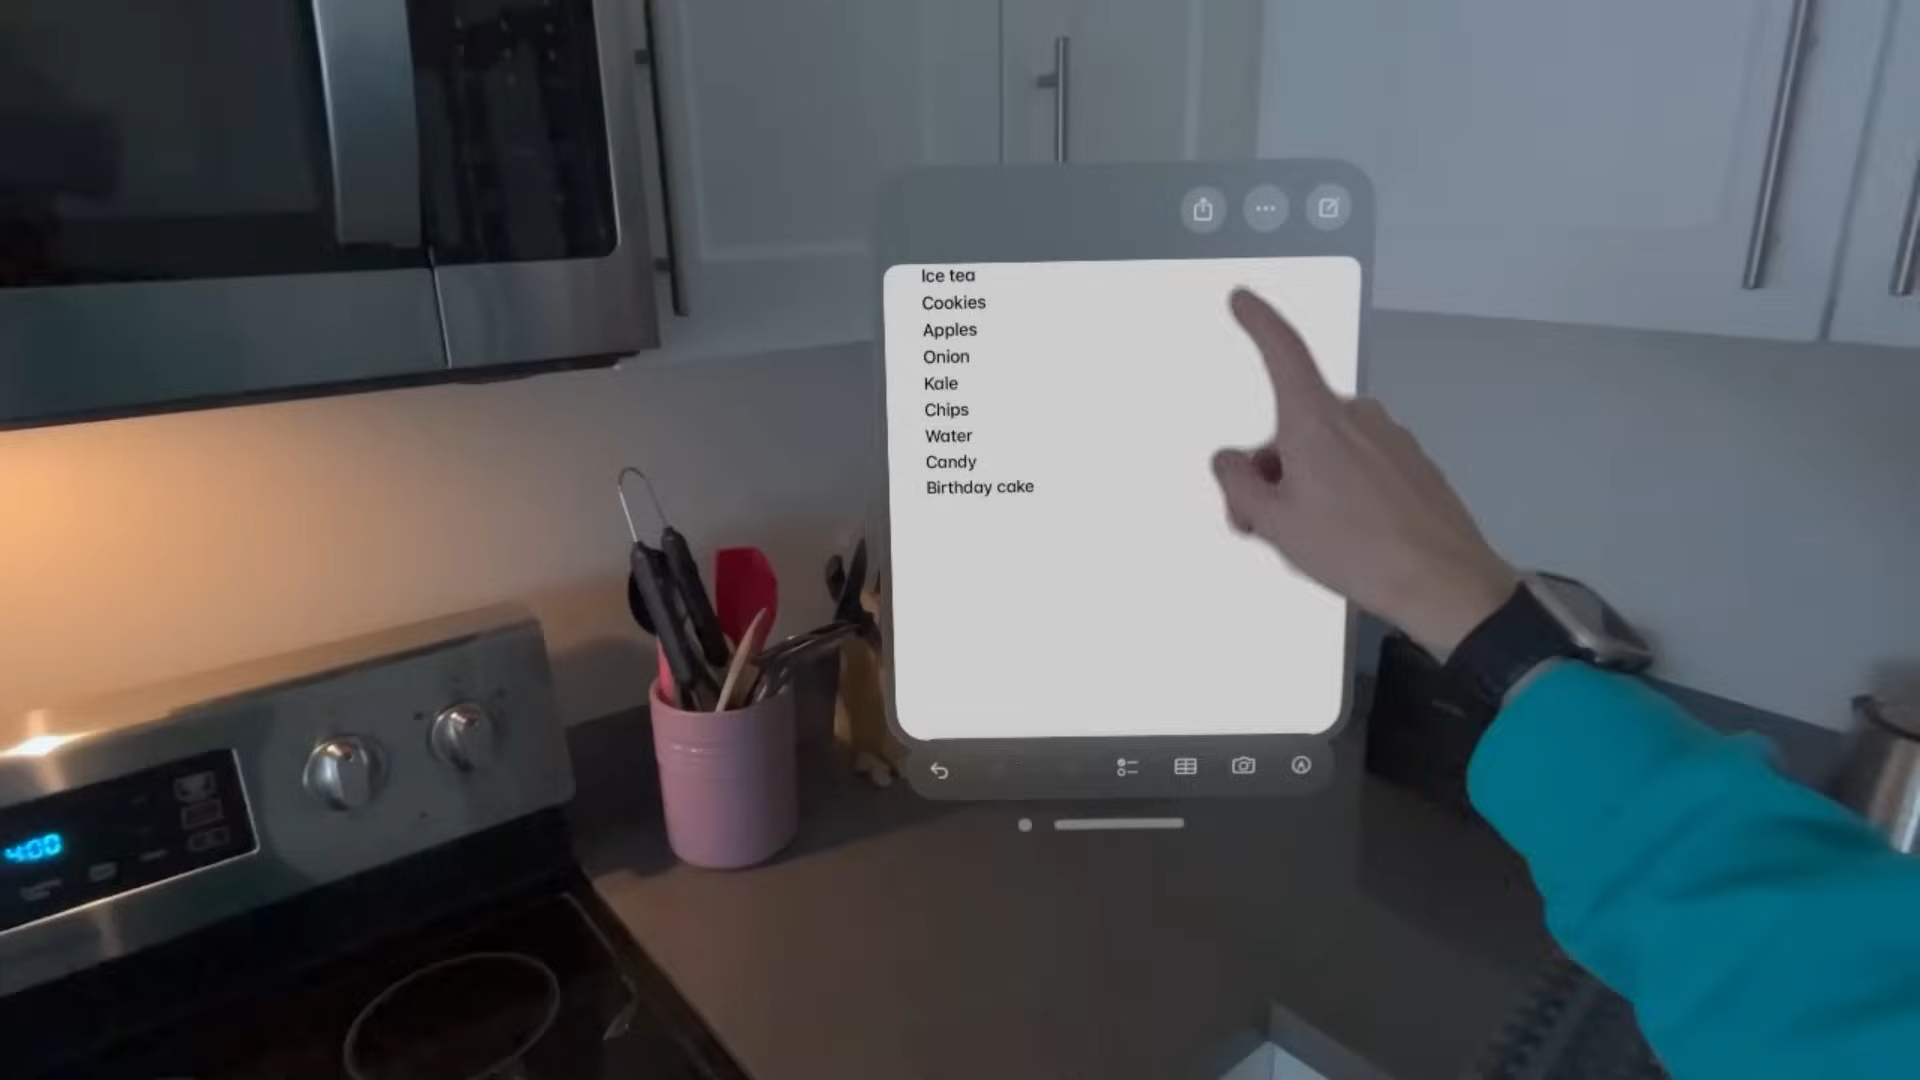 Ice tea
Cookies
Apples
Onion
Kale
Chips
Water
Candy
Birthday cake
4:00